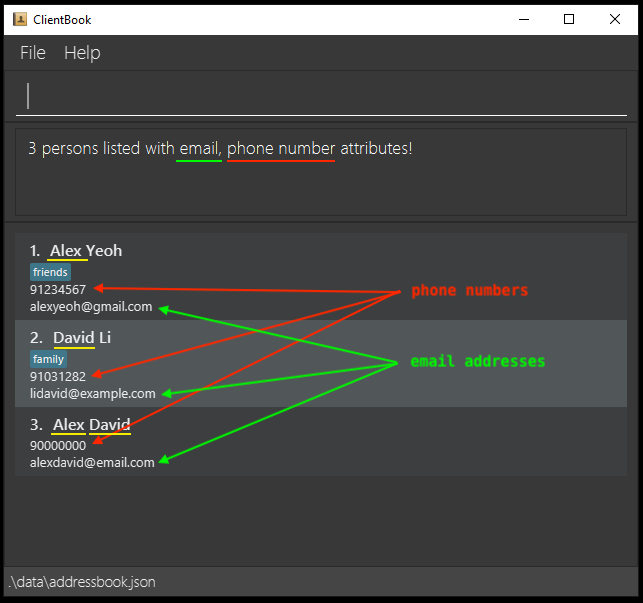 ClientBook
File Help
3 persons listed with email, phone number attributes!
1. Alex Yeoh
friends
91234567
alexyeoh@gmail.com
phone numbers
2. David Li
family
91031282
lidavid@example.com
email addresses
3. Alex David
90000000
alexdavid@email.com
.\data\addressbook.json